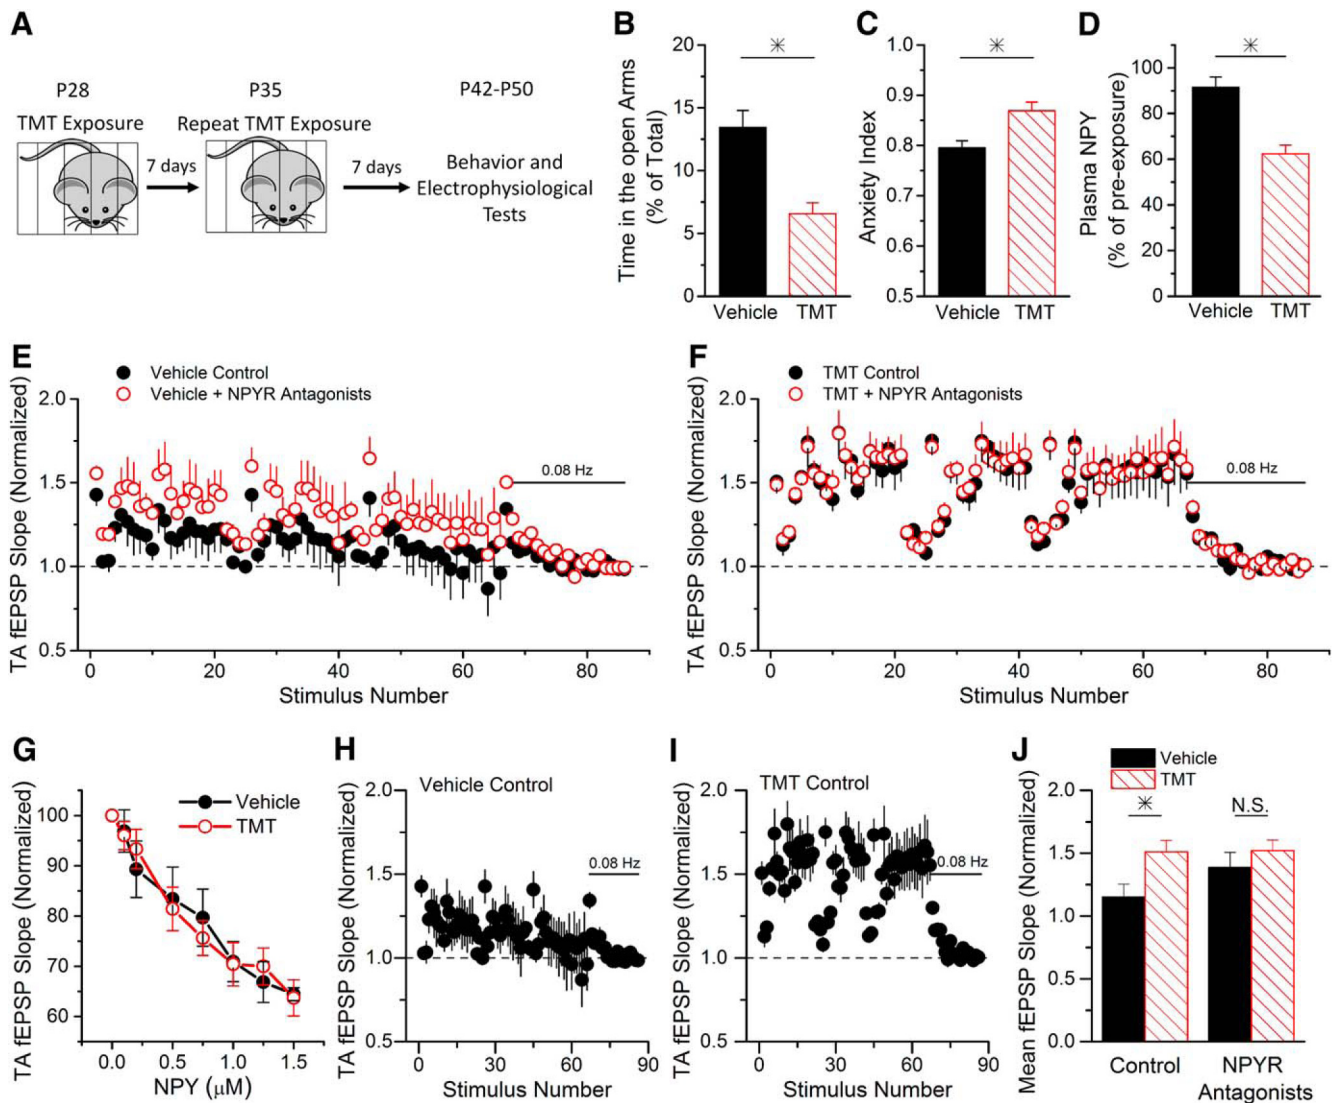 A
P28
TMT Exposure
7 days
P35
Repeat TMT Exposure
7 days
P42-P50
Behavior and
Electrophysiological
Tests
B
Time in the open Arms
(% of Total)
20
15
10
5
0
Vehicle TMT
✳
C
Anxiety Index
1.0
0.9
0.8
0.7
0.6
0.5
Vehicle TMT
✳
D
Plasma NPY
(% of pre-exposure)
100
80
60
40
20
0
Vehicle TMT
✳
E
Vehicle Control
Vehicle + NPYR Antagonists
TA fEPSP Slope (Normalized)
2.0
1.5
1.0
0.5
0.08 Hz
0 20 40 60 80
Stimulus Number
F
TMT Control
TMT + NPYR Antagonists
TA fEPSP Slope (Normalized)
2.0
1.5
1.0
0.5
0.08 Hz
0 20 40 60 80
Stimulus Number
G
Vehicle
TMT
TA fEPSP Slope (Normalized)
100
90
80
70
60
0.0 0.5 1.0 1.5
NPY (μM)
H
Vehicle Control
TA fEPSP Slope (Normalized)
2.0
1.5
1.0
0.5
0.08 Hz
0 30 60 90
Stimulus Number
I
TMT Control
TA fEPSP Slope (Normalized)
2.0
1.5
1.0
0.5
0.08 Hz
0 30 60 90
Stimulus Number
J
Vehicle
TMT
Mean fEPSP Slope (Normalized)
2.0
1.5
1.0
0.5
0.0
✳
N.S.
Control
NPYR
Antagonists